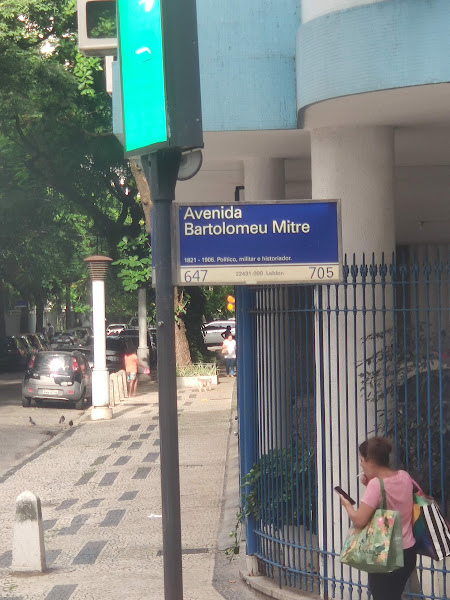 Avenida
Bartolomeu Mitre
1821 - 1906. Político, militar e historiador.
647 22431-000 Leblon 705